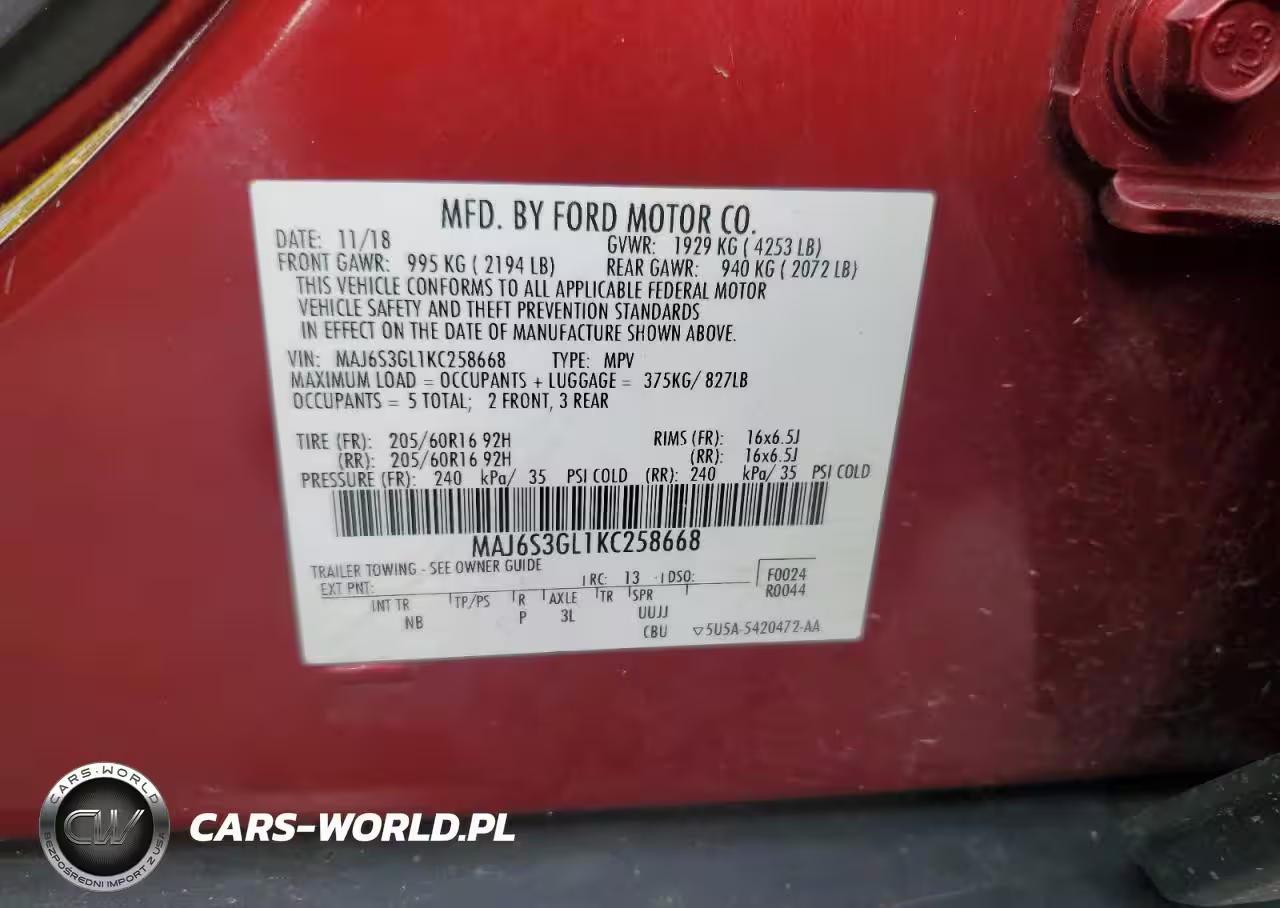 MFD. BY FORD MOTOR CO.
DATE: 11/18 GVWR: 1929 KG ( 4253 LB)
FRONT GAWR: 995 KG ( 2194 LB) REAR GAWR: 940 KG ( 2072 LB)
THIS VEHICLE CONFORMS TO ALL APPLICABLE FEDERAL MOTOR
VEHICLE SAFETY AND THEFT PREVENTION STANDARDS
IN EFFECT ON THE DATE OF MANUFACTURE SHOWN ABOVE.
VIN: MAJ6S3GL1KC258668 TYPE: MPV
MAXIMUM LOAD = OCCUPANTS + LUGGAGE = 375KG/ 827LB
OCCUPANTS = 5 TOTAL; 2 FRONT, 3 REAR
TIRE (FR): 205/60R16 92H RIMS (FR): 16x6.5J
(RR): 205/60R16 92H (RR): 16x6.5J
PRESSURE (FR): 240 kPa/ 35 PSI COLD (RR): 240 kPa/ 35 PSI COLD
MAJ6S3GL1KC258668
TRAILER TOWING - SEE OWNER GUIDE
EXT PNT: RC: 13 DSO: F0024
R0044
INT TR TP/PS R AXLE TR SPR
NB P 3L UUJJ
CBU ▽5U5A-5420472-AA
CARS-WORLD
CW
BEZPOŚREDNI IMPORT Z USA
CARS-WORLD.PL